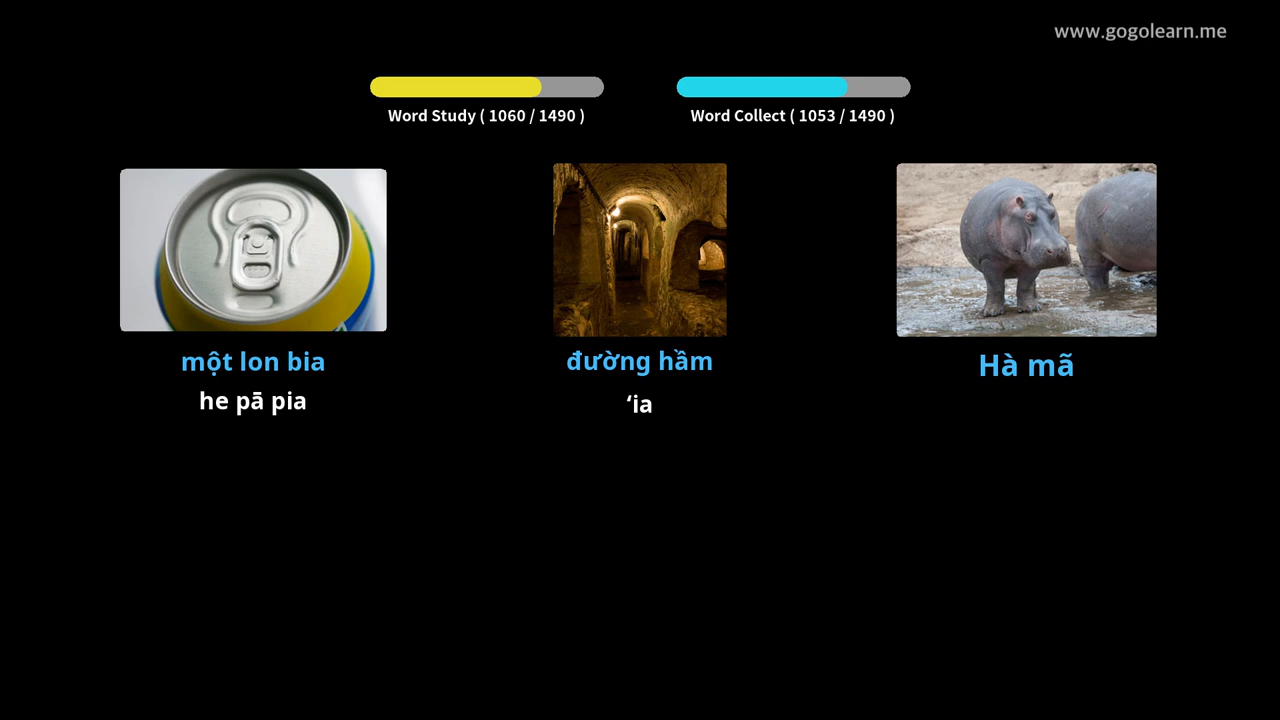 www.gogolearn.me
Word Study ( 1060 / 1490 )
Word Collect ( 1053 / 1490 )
một lon bia
he pā pia
đường hầm
ʻia
Hà mã